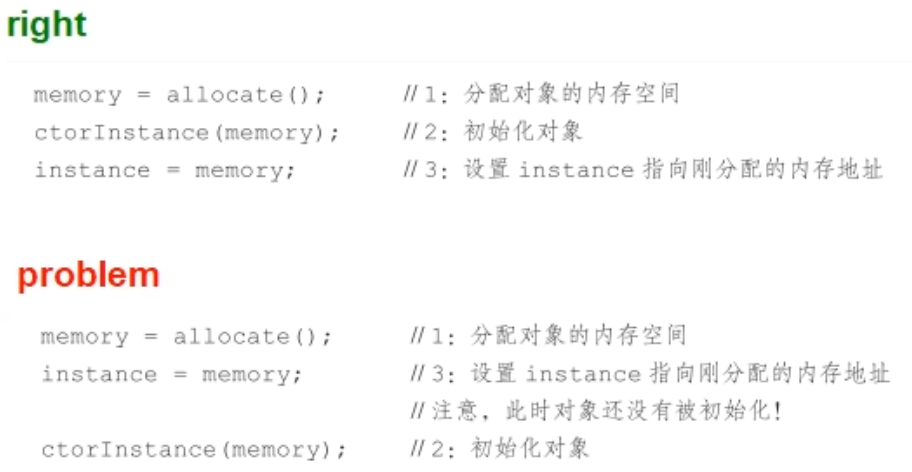 right
memory = allocate(); //1：分配对象的内存空间
ctorInstance(memory); //2：初始化对象
instance = memory; //3：设置 instance 指向刚分配的内存地址
problem
memory = allocate(); //1：分配对象的内存空间
instance = memory; //3：设置 instance 指向刚分配的内存地址
//注意，此时对象还没有被初始化！
ctorInstance(memory); //2：初始化对象